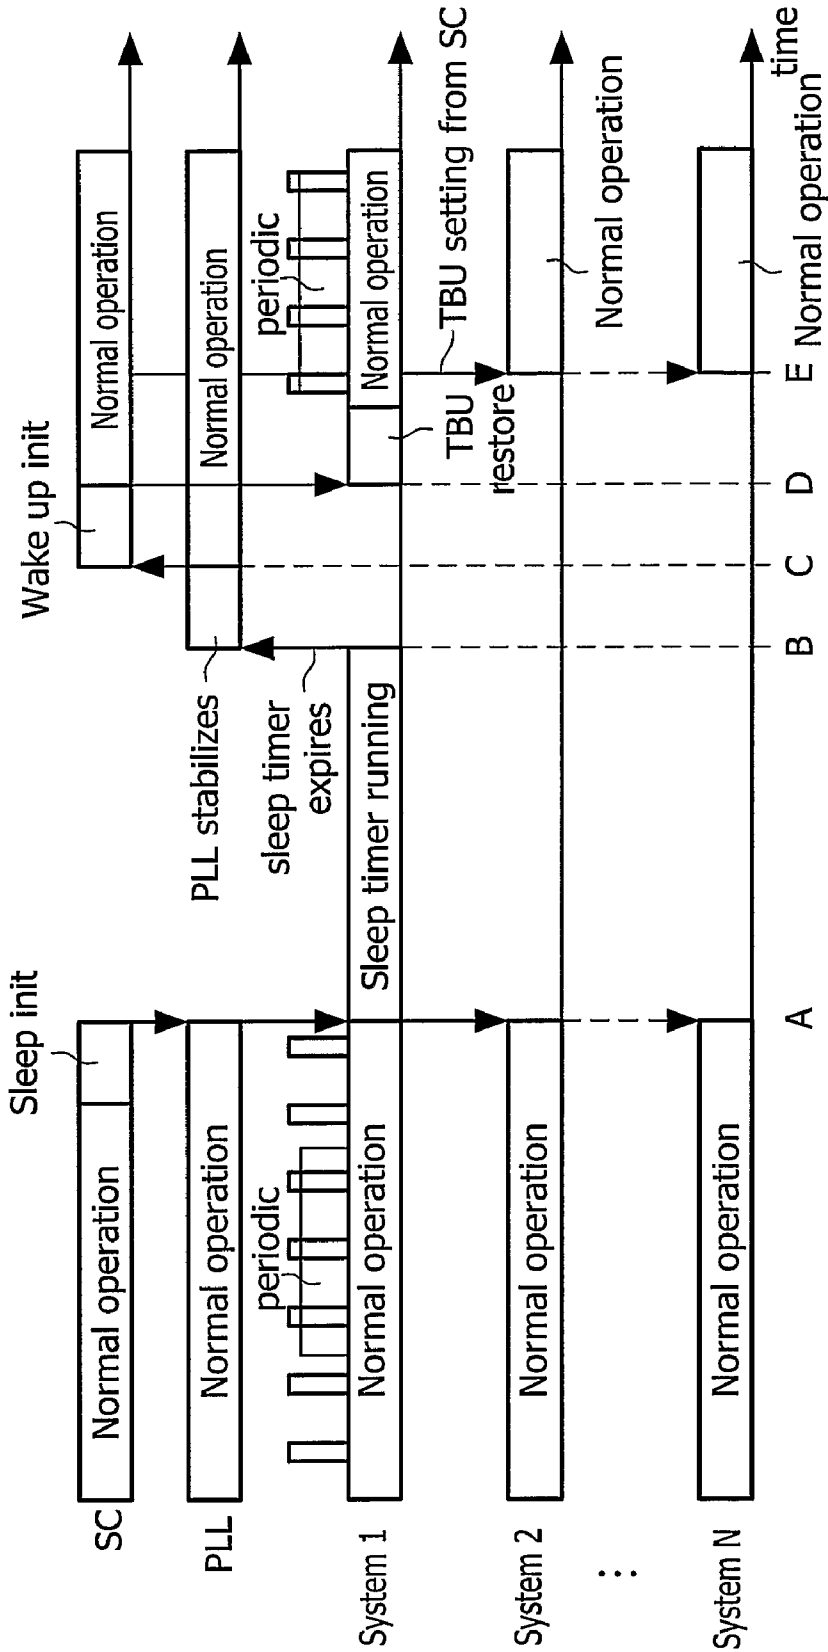 SC
Normal operation
Sleep init
Wake up init
Normal operation
PLL
Normal operation
PLL stabilizes
Normal operation
periodic
sleep timer
expires
periodic
System 1
Normal operation
Sleep timer running
TBU
restore
Normal operation
TBU setting from SC
System 2
Normal operation
Normal operation
...
System N
Normal operation
Normal operation
A
B
C
D
E
time